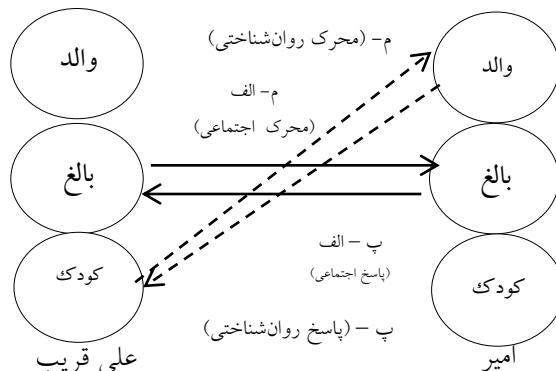 والد
م- (محرک روان‌شناختی)
والد
م- الف
(محرک اجتماعی)
بالغ
بالغ
پ – الف
(پاسخ اجتماعی)
کودک
کودک
پ – (پاسخ روان‌شناختی)
امیر
علی قریب